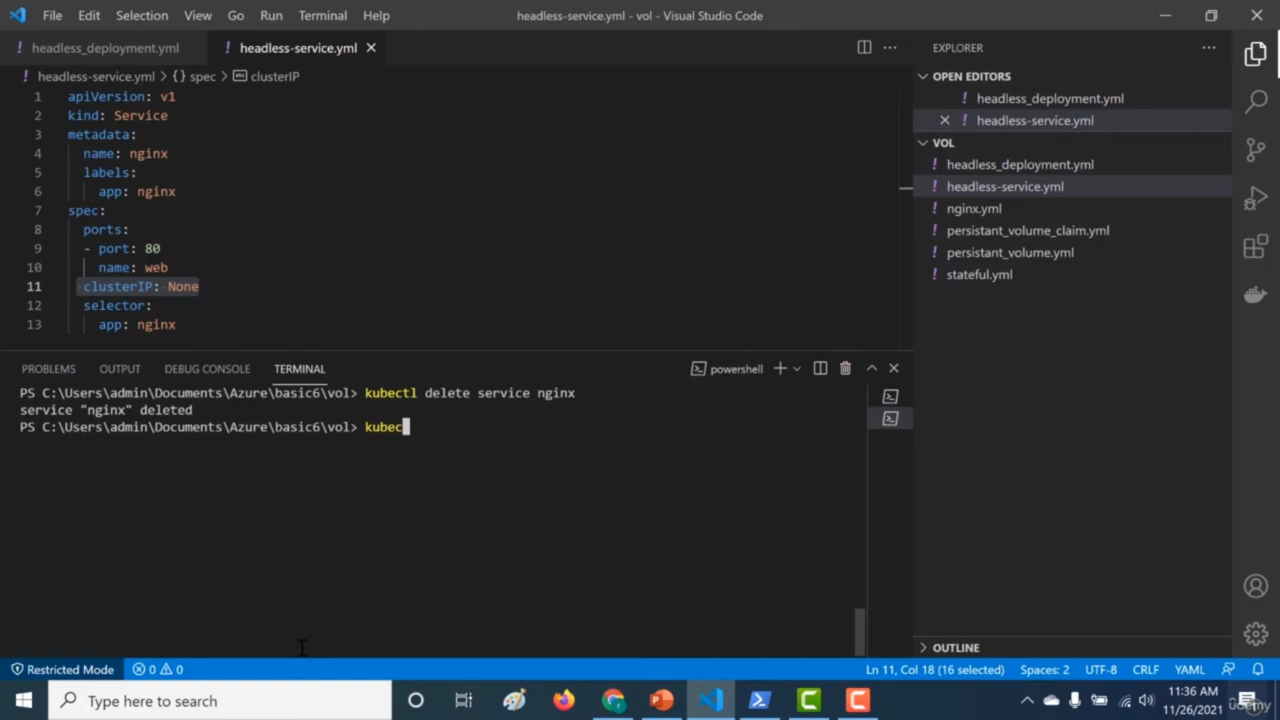 File Edit Selection View Go Run Terminal Help
headless-service.yml - vol - Visual Studio Code
! headless_deployment.yml
! headless-service.yml
! headless-service.yml > {} spec > clusterIP
1 apiVersion: v1
2 kind: Service
3 metadata:
4 name: nginx
5 labels:
6 app: nginx
7 spec:
8 ports:
9 - port: 80
10 name: web
11 clusterIP: None
12 selector:
13 app: nginx
PROBLEMS OUTPUT DEBUG CONSOLE TERMINAL
powershell
PS C:\Users\admin\Documents\Azure\basic6\vol> kubectl delete service nginx
service "nginx" deleted
PS C:\Users\admin\Documents\Azure\basic6\vol> kubec
EXPLORER
OPEN EDITORS
! headless_deployment.yml
! headless-service.yml
VOL
! headless_deployment.yml
! headless-service.yml
! nginx.yml
! persistant_volume_claim.yml
! persistant_volume.yml
! stateful.yml
OUTLINE
Restricted Mode 0 0
Ln 11, Col 18 (16 selected) Spaces: 2 UTF-8 CRLF YAML
Type here to search
11:36 AM
11/26/2021
udemy